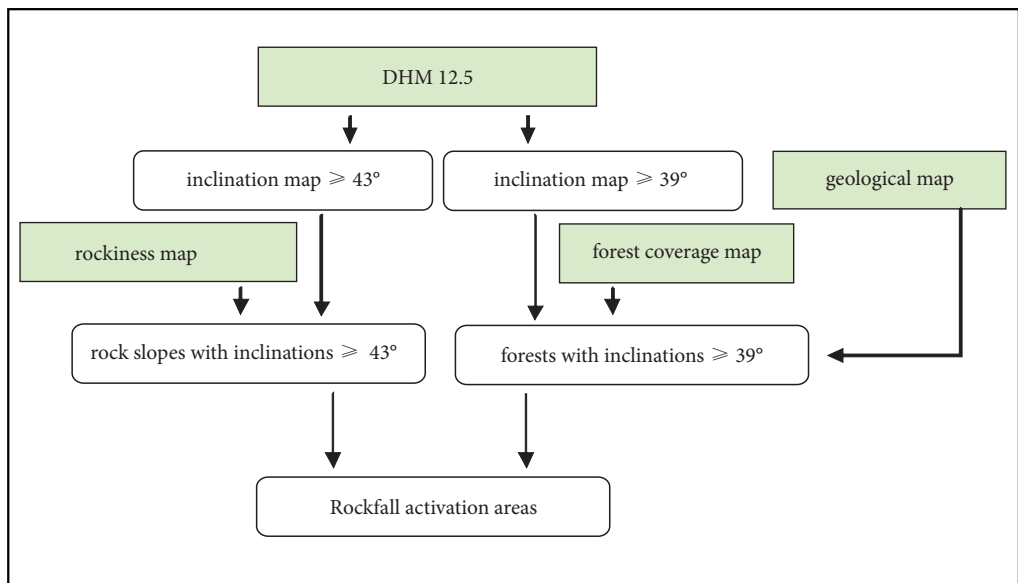 DHM 12.5
inclination map ⩾ 43°
inclination map ⩾ 39°
geological map
rockiness map
forest coverage map
rock slopes with inclinations ⩾ 43°
forests with inclinations ⩾ 39°
Rockfall activation areas